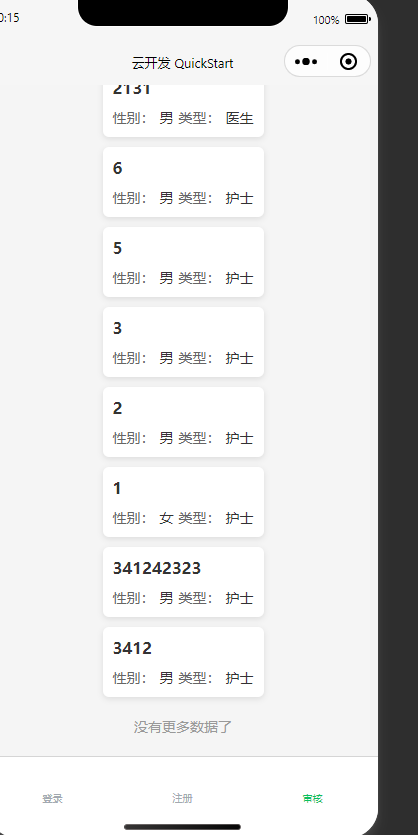 0:15
100%
云开发 QuickStart
2131
性别： 男 类型： 医生
6
性别： 男 类型： 护士
5
性别： 男 类型： 护士
3
性别： 男 类型： 护士
2
性别： 男 类型： 护士
1
性别： 女 类型： 护士
341242323
性别： 男 类型： 护士
3412
性别： 男 类型： 护士
没有更多数据了
登录
注册
审核